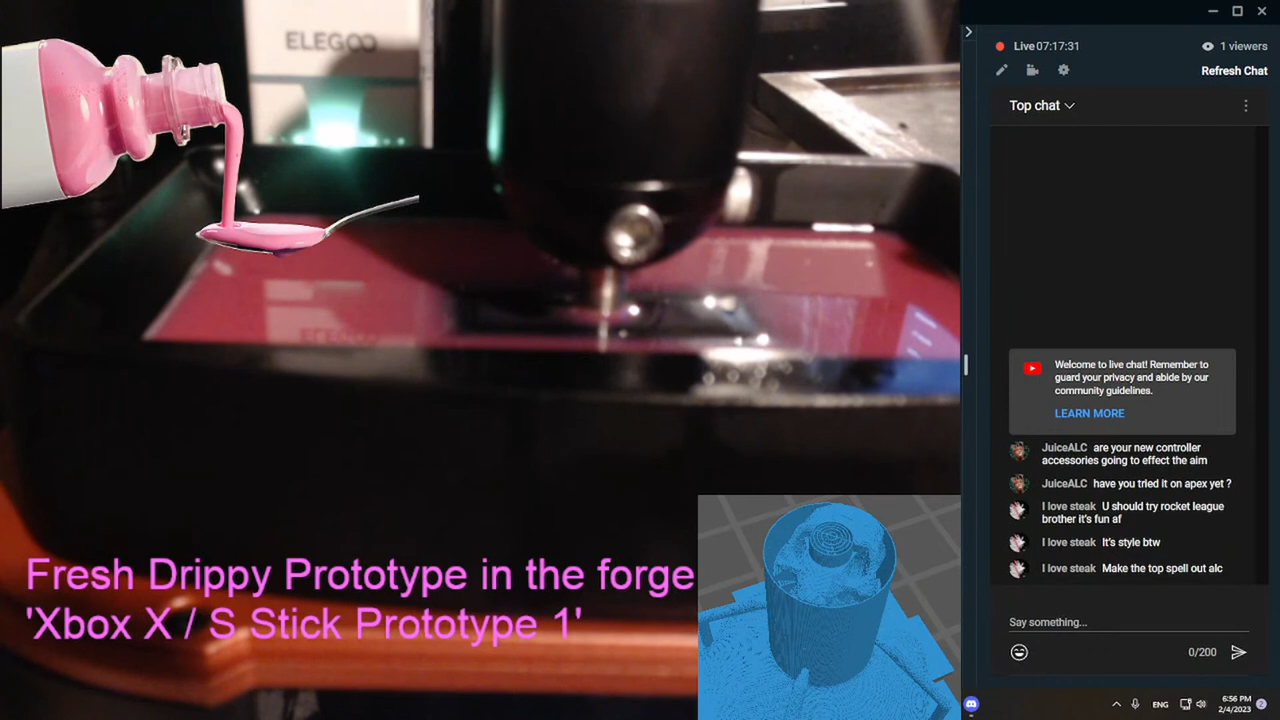 ELEGOO
Fresh Drippy Prototype in the forge
'Xbox X / S Stick Prototype 1'
Live 07:17:31
1 viewers
Refresh Chat
Top chat
Welcome to live chat! Remember to
guard your privacy and abide by our
community guidelines.
LEARN MORE
JuiceALC are your new controller
accessories going to effect the aim
JuiceALC have you tried it on apex yet ?
I love steak U should try rocket league
brother it's fun af
I love steak It's style btw
I love steak Make the top spell out alc
Say something...
0/200
ENG
6:56 PM
2/4/2023
2